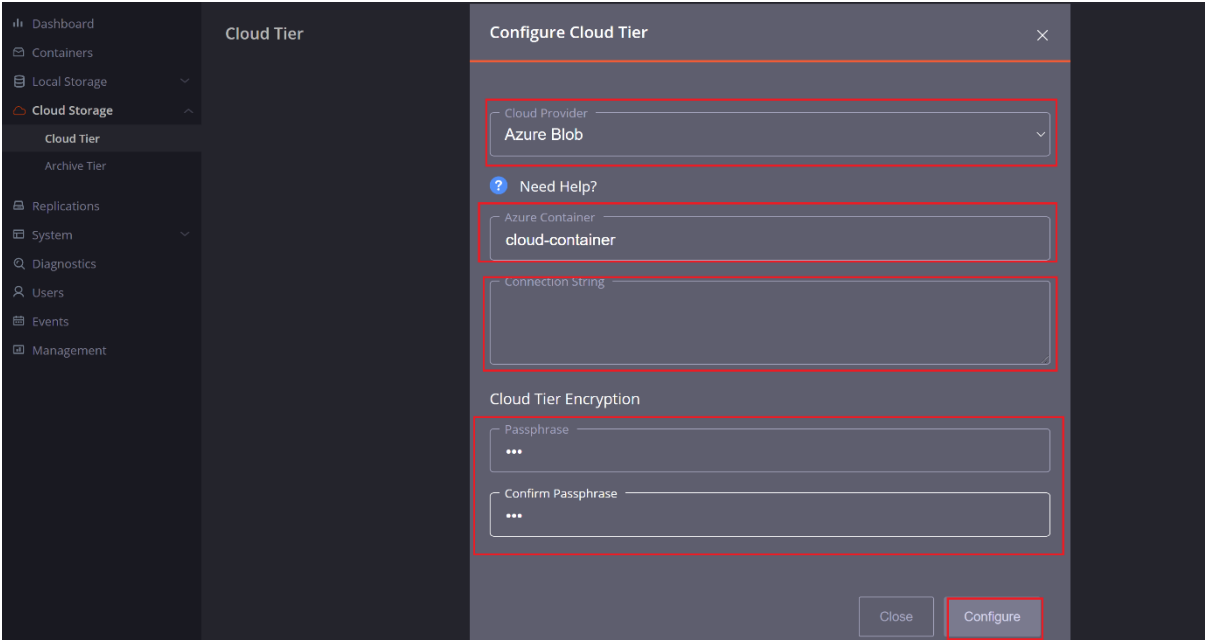 Dashboard
Containers
Local Storage
Cloud Storage
Cloud Tier
Archive Tier
Replications
System
Diagnostics
Users
Events
Management
Cloud Tier
Configure Cloud Tier
Cloud Provider
Azure Blob
? Need Help?
Azure Container
cloud-container
Connection String
Cloud Tier Encryption
Passphrase
•••
Confirm Passphrase
•••
Close
Configure